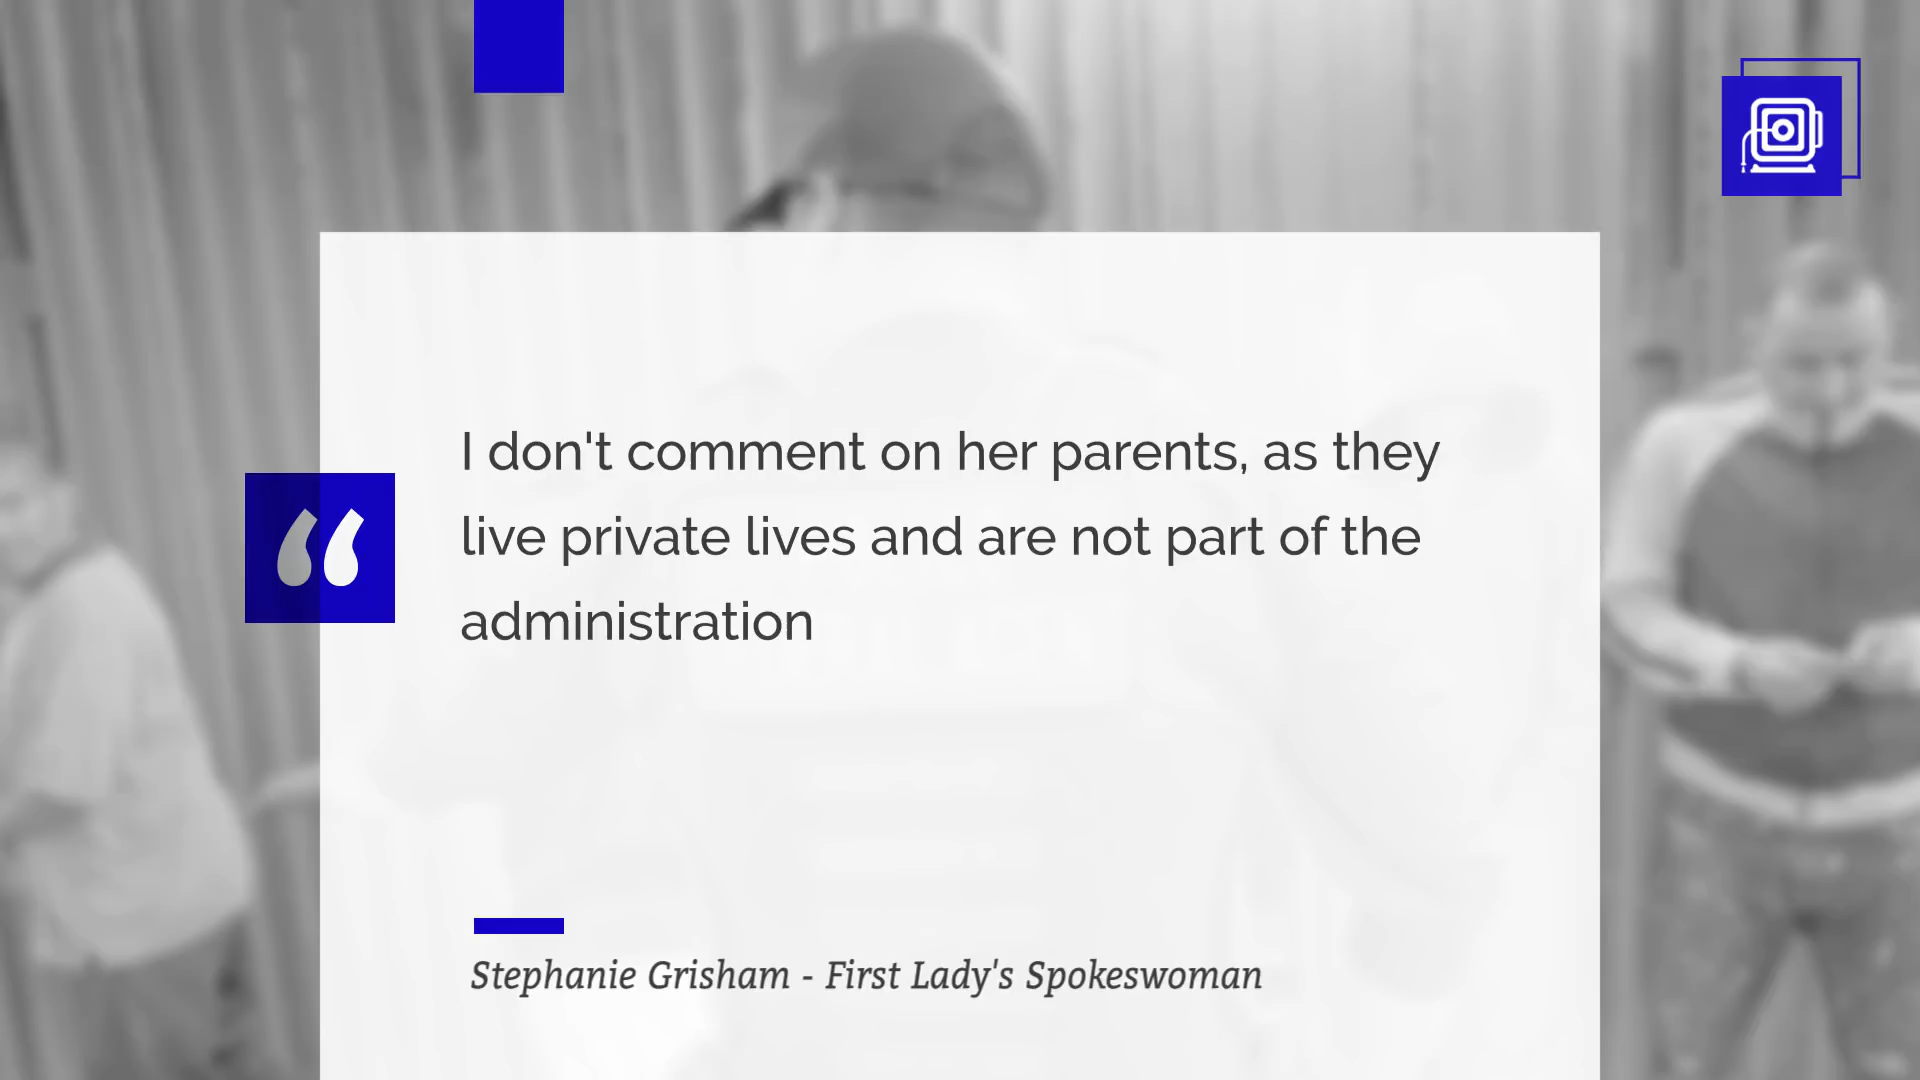 I don't comment on her parents, as they
live private lives and are not part of the
administration
Stephanie Grisham - First Lady's Spokeswoman